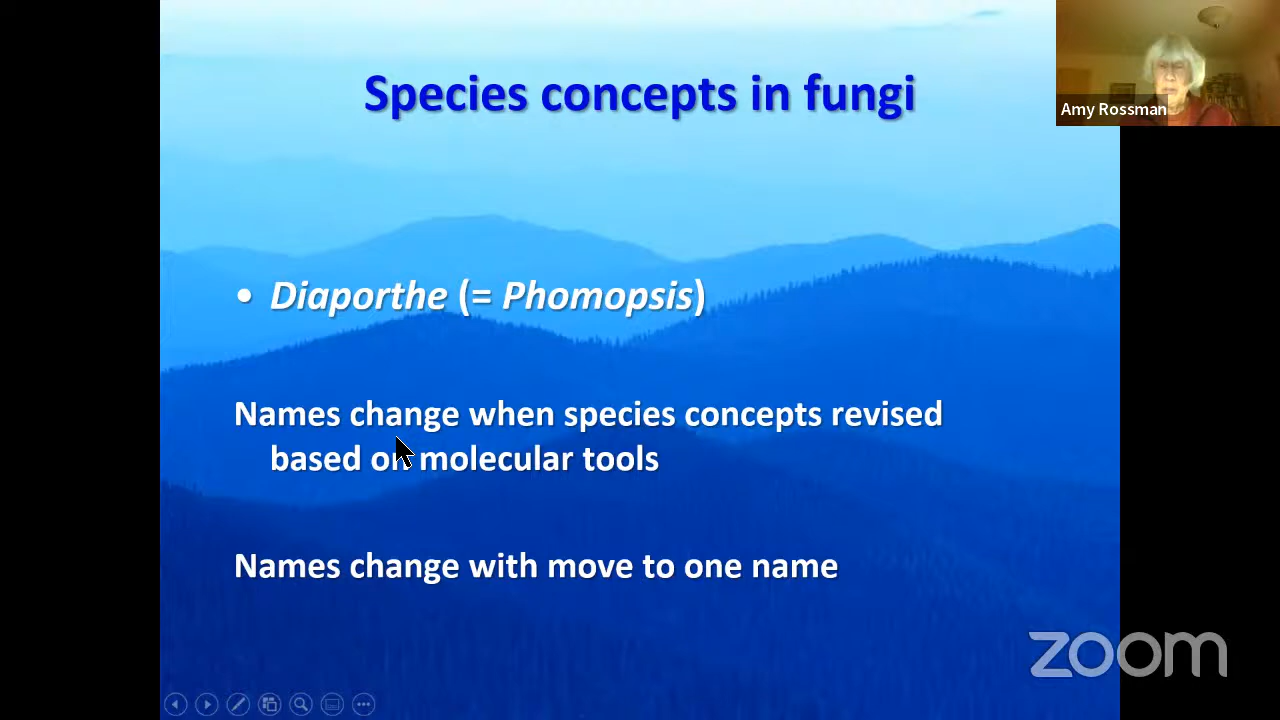 Species concepts in fungi
Amy Rossman
• Diaporthe (= Phomopsis)
Names change when species concepts revised
based on molecular tools
Names change with move to one name
zoom